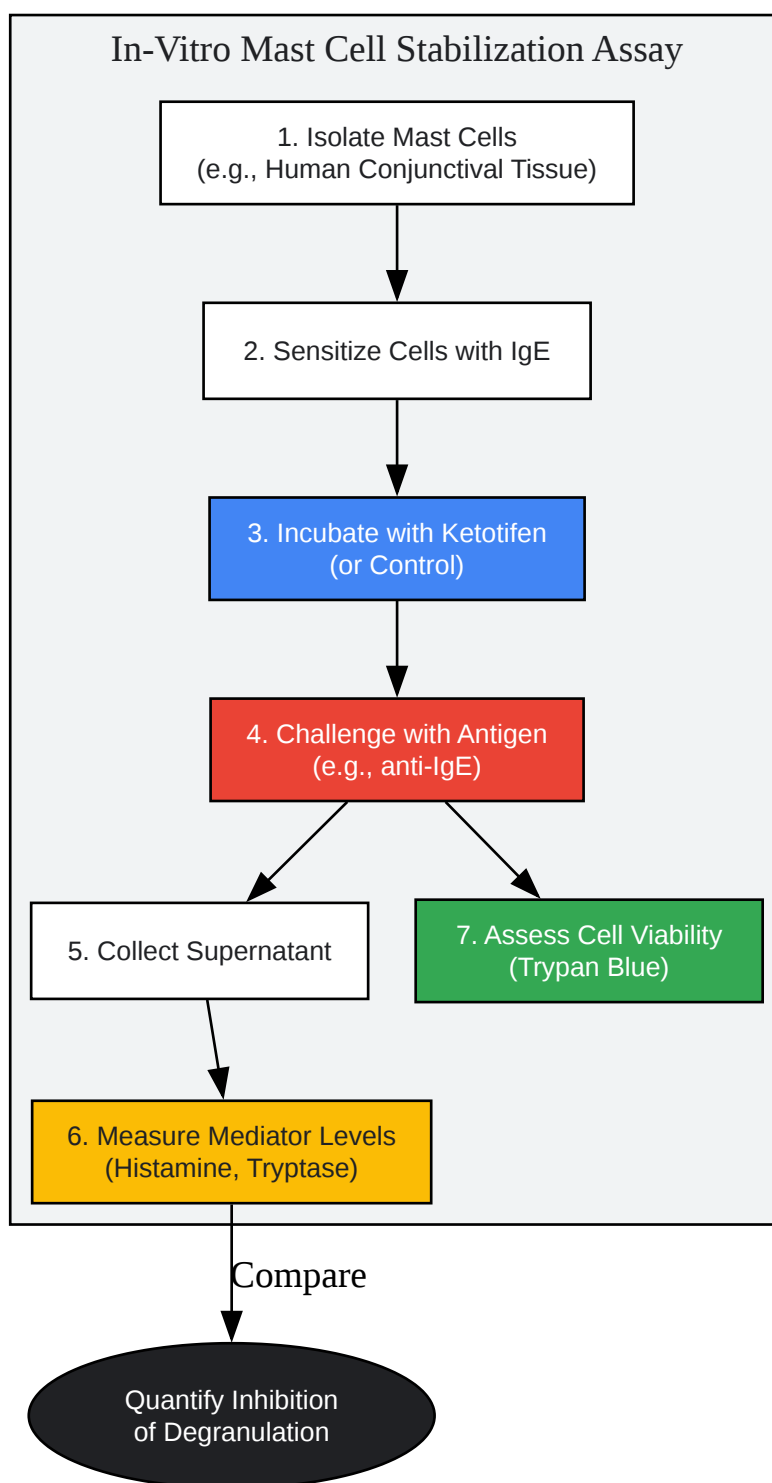 In-Vitro Mast Cell Stabilization Assay
1. Isolate Mast Cells
(e.g., Human Conjunctival Tissue)
2. Sensitize Cells with IgE
3. Incubate with Ketotifen
(or Control)
4. Challenge with Antigen
(e.g., anti-IgE)
5. Collect Supernatant
7. Assess Cell Viability
(Trypan Blue)
6. Measure Mediator Levels
(Histamine, Tryptase)
Compare
Quantify Inhibition
of Degranulation